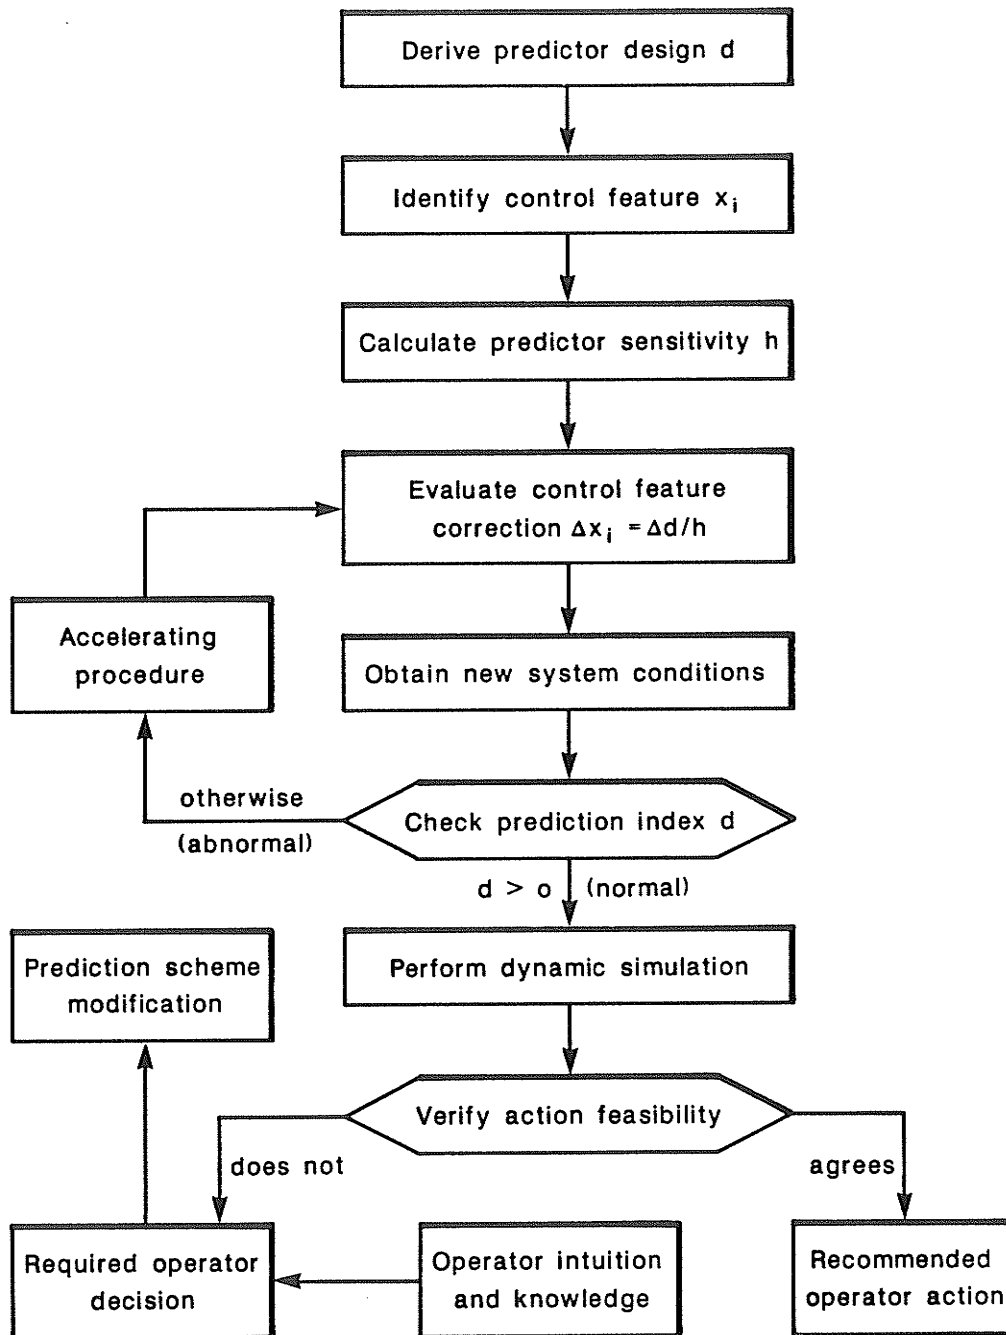 Derive predictor design d
Identify control feature xᵢ
Calculate predictor sensitivity h
Evaluate control feature
correction Δxᵢ = Δd/h
Accelerating
procedure
Obtain new system conditions
otherwise
(abnormal)
Check prediction index d
d > o (normal)
Prediction scheme
modification
Perform dynamic simulation
Verify action feasibility
does not
agrees
Required operator
decision
Operator intuition
and knowledge
Recommended
operator action